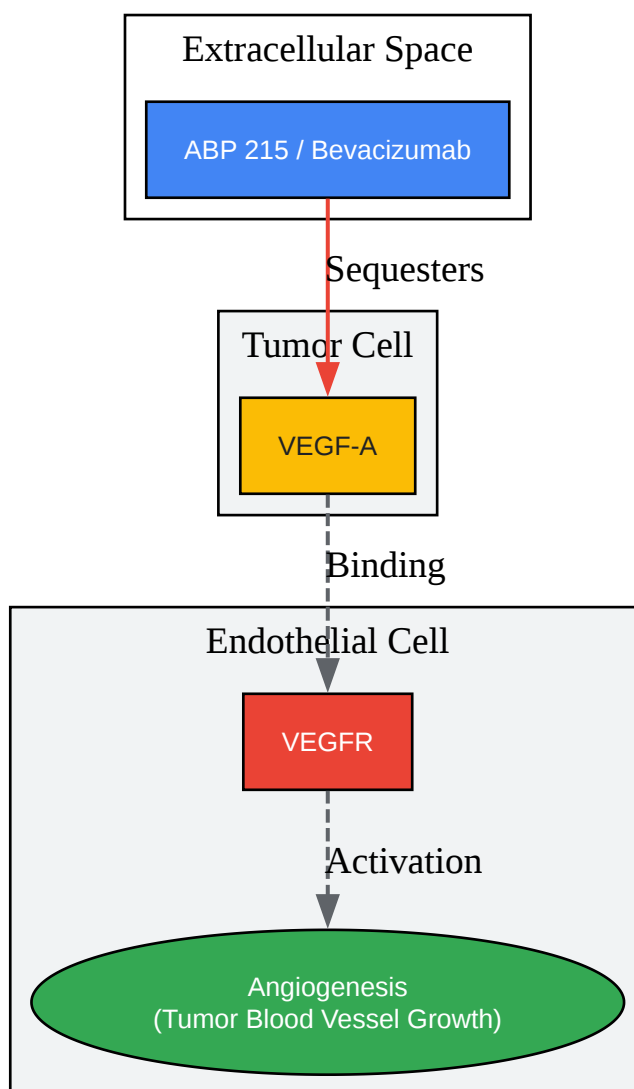 Extracellular Space
ABP 215 / Bevacizumab
Sequesters
Tumor Cell
VEGF-A
Binding
Endothelial Cell
VEGFR
Activation
Angiogenesis
(Tumor Blood Vessel Growth)